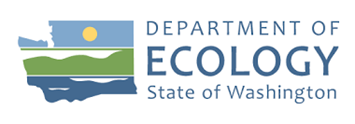 DEPARTMENT OF
ECOLOGY
State of Washington